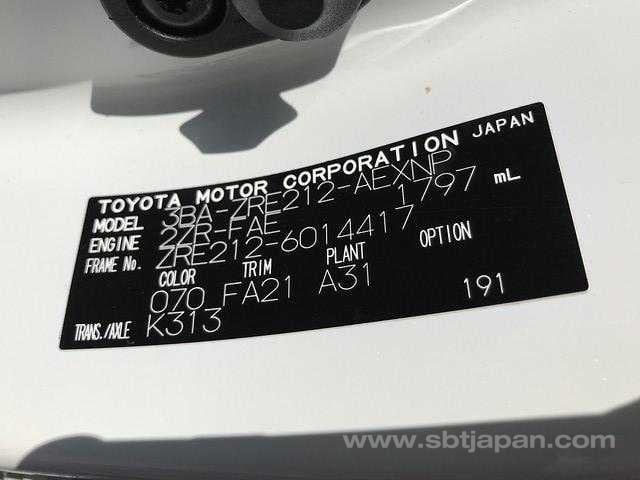 TOYOTA MOTOR CORPORATION JAPAN
MODEL 3BA-ZRE212-AEXNP
ENGINE 2ZR-FAE 1797 mL
FRAME No. ZRE212-6014417
COLOR TRIM PLANT OPTION
070 FA21 A31
TRANS./AXLE K313 191
www.sbtjapan.com